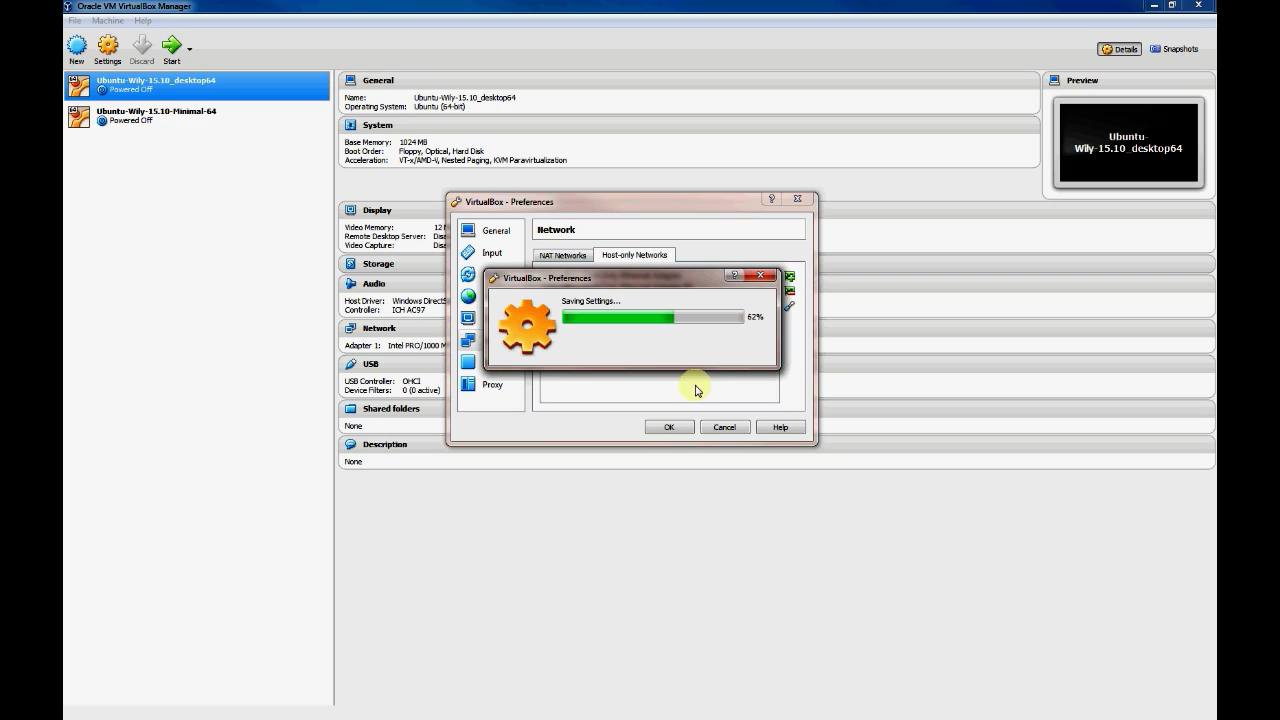 Oracle VM VirtualBox Manager
File Machine Help
New Settings Discard Start
Details Snapshots
Ubuntu-Wily-15.10_desktop64
Powered Off
Ubuntu-Wily-15.10-Minimal-64
Powered Off
General
Name: Ubuntu-Wily-15.10_desktop64
Operating System: Ubuntu (64-bit)
System
Base Memory: 1024 MB
Boot Order: Floppy, Optical, Hard Disk
Acceleration: VT-x/AMD-V, Nested Paging, KVM Paravirtualization
Preview
Ubuntu-
Wily-15.10_desktop64
Display
Video Memory: 12
Remote Desktop Server: Disa
Video Capture: Disa
Storage
Audio
Host Driver: Windows DirectS
Controller: ICH AC97
Network
Adapter 1: Intel PRO/1000 M
USB
USB Controller: OHCI
Device Filters: 0 (0 active)
Shared folders
None
Description
None
VirtualBox - Preferences
General
Input
Proxy
Network
NAT Networks Host-only Networks
OK Cancel Help
VirtualBox - Preferences
Saving Settings...
62%